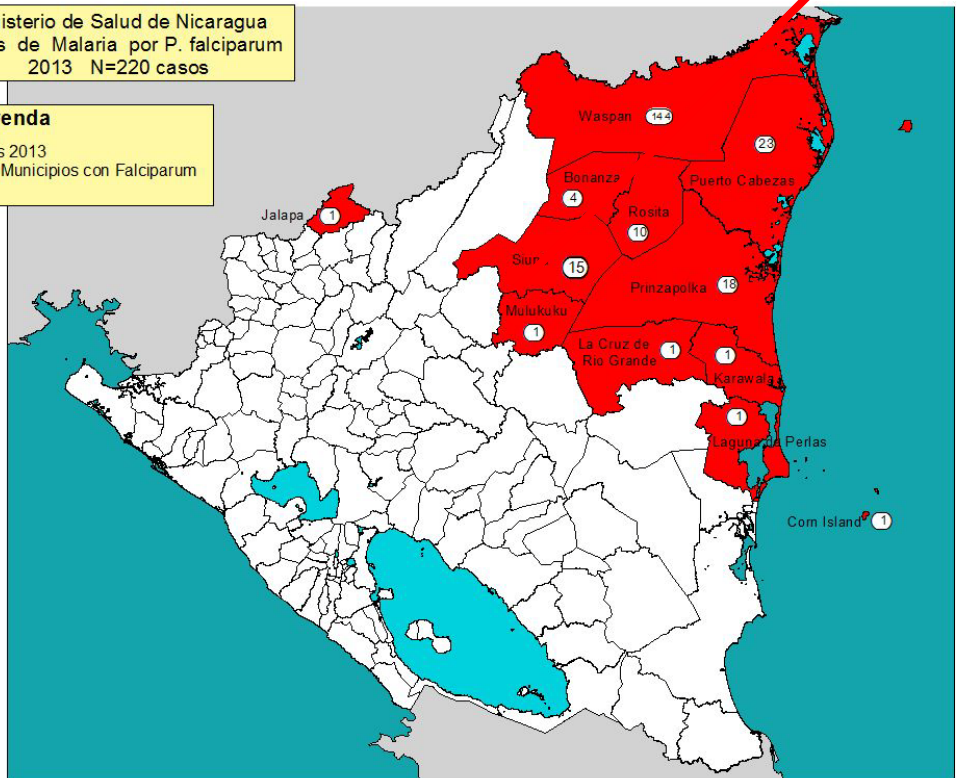 isterio de Salud de Nicaragua
s de Malaria por P. falciparum
2013 N=220 casos
enda
s 2013
Municipios con Falciparum
Waspan 144
23
Puerto Cabezas
Bonanza
4
Rosita
10
Jalapa 1
Siun
15
Prinzapolka 18
Mulukuku
1
La Cruz de
Rio Grande
1
1
Karawala
1
Laguna de Perlas
Corn Island 1